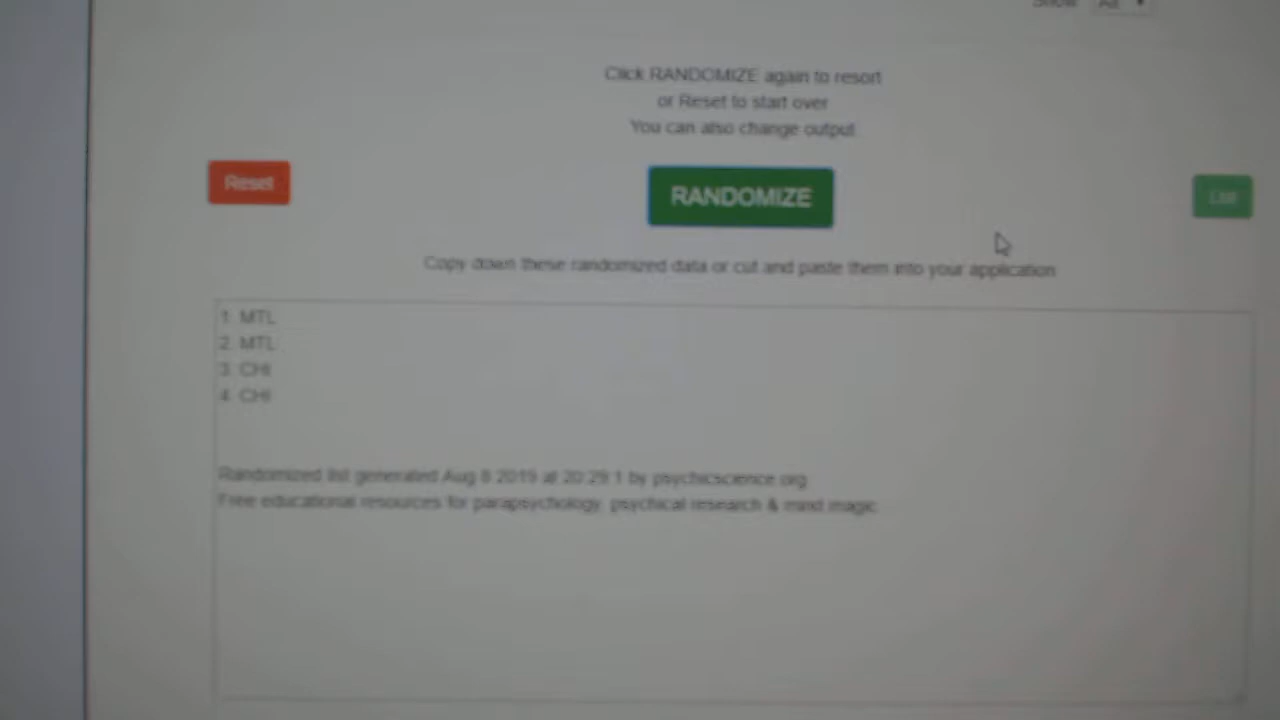 Show All
Click RANDOMIZE again to resort
or Reset to start over
You can also change output
Reset
RANDOMIZE
List
Copy down these randomized data or cut and paste them into your application
1. MTL
2. MTL
3. CHI
4. CHI
Randomized list generated Aug 8 2019 at 20:29:1 by psychicscience.org
Free educational resources for parapsychology, psychical research & mind magic